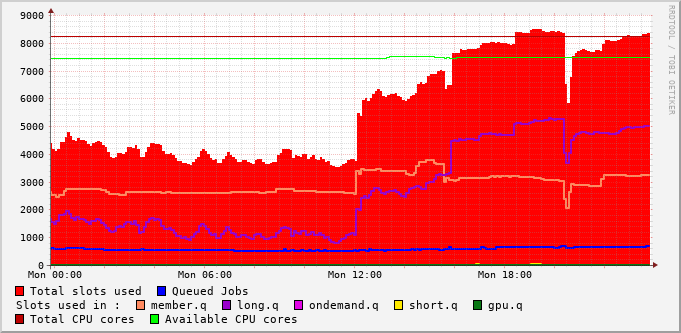 9000
8000
7000
6000
5000
4000
3000
2000
1000
0
Mon 00:00 Mon 06:00 Mon 12:00 Mon 18:00
RRDTOOL / TOBI OETIKER
Total slots used Queued Jobs
Slots used in : member.q long.q ondemand.q short.q gpu.q
Total CPU cores Available CPU cores